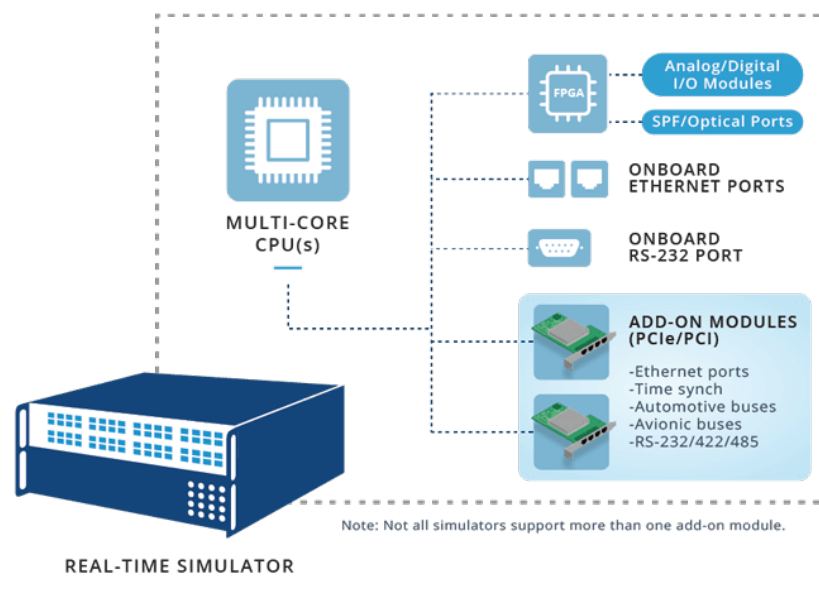 FPGA
Analog/Digital
I/O Modules
SPF/Optical Ports
MULTI-CORE
CPU(s)
ONBOARD
ETHERNET PORTS
ONBOARD
RS-232 PORT
ADD-ON MODULES
(PCIe/PCI)
-Ethernet ports
-Time synch
-Automotive buses
-Avionic buses
-RS-232/422/485
Note: Not all simulators support more than one add-on module.
REAL-TIME SIMULATOR